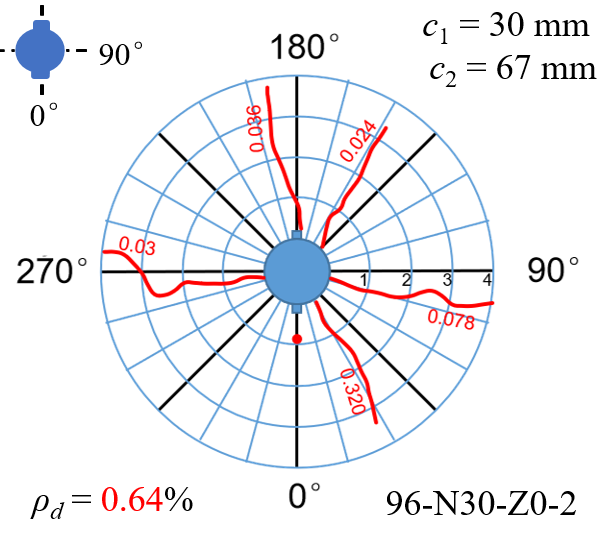 90°
0°
c₁ = 30 mm
c₂ = 67 mm
180°
0.036
0.024
0.03
270°
1 2 3 4
90°
0.078
0.320
0°
ρd = 0.64%
96-N30-Z0-2